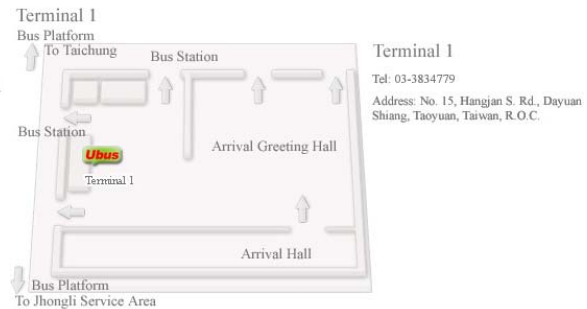 Terminal 1
Bus Platform
To Taichung
Bus Station
Bus Station
Ubus
Terminal 1
Arrival Greeting Hall
Arrival Hall
Bus Platform
To Jhongli Service Area
Terminal 1
Tel: 03-3834779
Address: No. 15, Hangjan S. Rd., Dayuan
Shiang, Taoyuan, Taiwan, R.O.C.